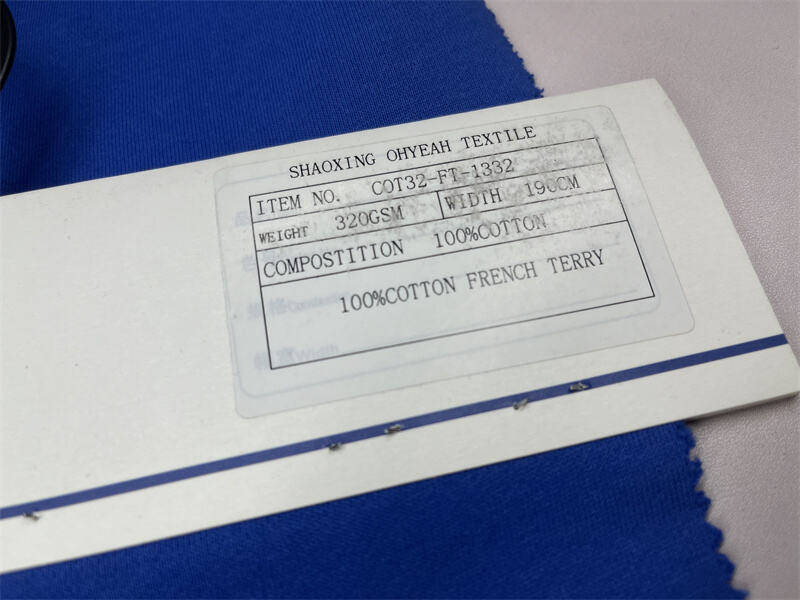 SHAOXING OHYEAH TEXTILE
ITEM NO. COT32-FT-1332
WEIGHT 320GSM WIDTH 190CM
COMPOSTITION 100%COTTON
100%COTTON FRENCH TERRY